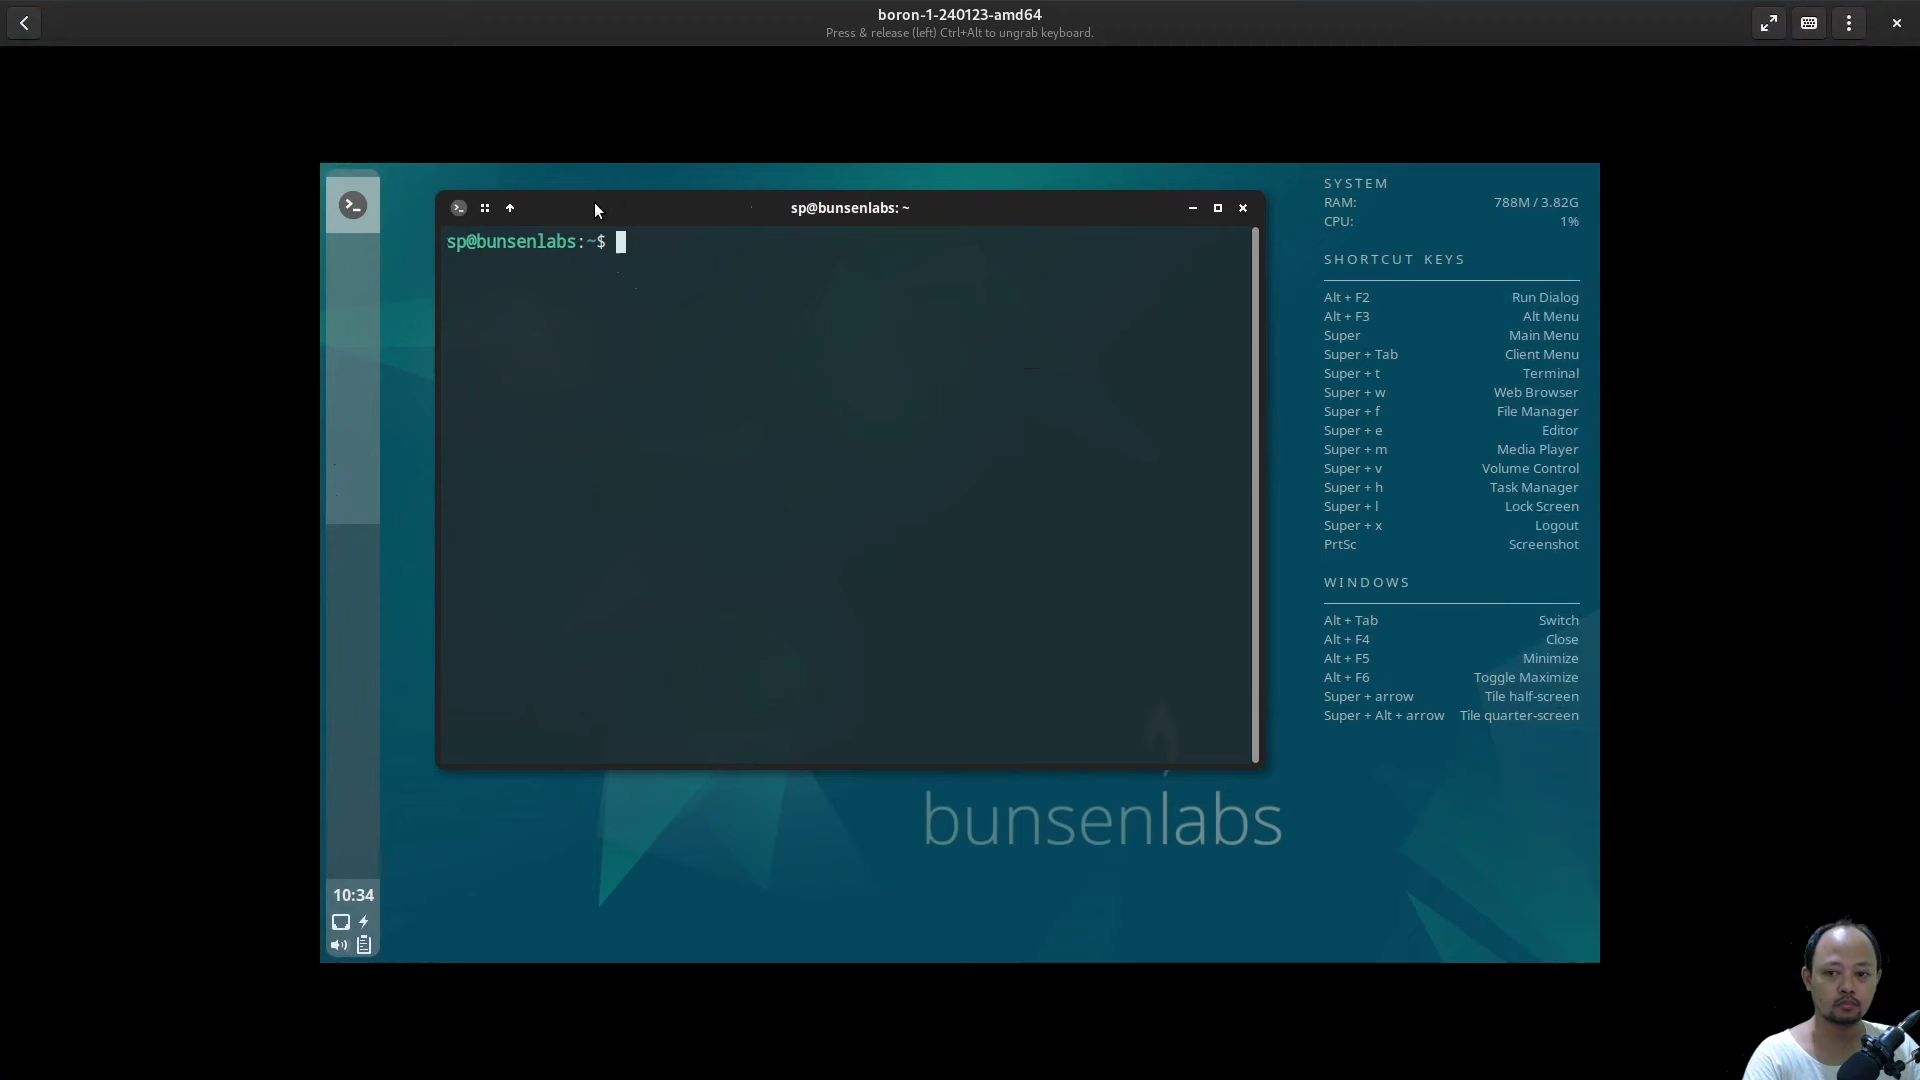 boron-1-240123-amd64
Press & release (left) Ctrl+Alt to ungrab keyboard.
sp@bunsenlabs: ~
sp@bunsenlabs:~$
SYSTEM
RAM: 788M / 3.82G
CPU: 1%
SHORTCUT KEYS
Alt + F2 Run Dialog
Alt + F3 Alt Menu
Super Main Menu
Super + Tab Client Menu
Super + t Terminal
Super + w Web Browser
Super + f File Manager
Super + e Editor
Super + m Media Player
Super + v Volume Control
Super + h Task Manager
Super + l Lock Screen
Super + x Logout
PrtSc Screenshot
WINDOWS
Alt + Tab Switch
Alt + F4 Close
Alt + F5 Minimize
Alt + F6 Toggle Maximize
Super + arrow Tile half-screen
Super + Alt + arrow Tile quarter-screen
bunsenlabs
10:34